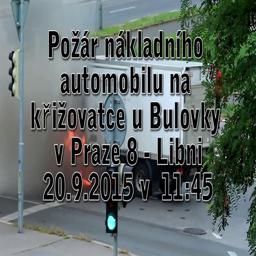 Požár nákladního
automobilu na
křižovatce u Bulovky
v Praze 8 - Libni
20.9.2015 v 11:45